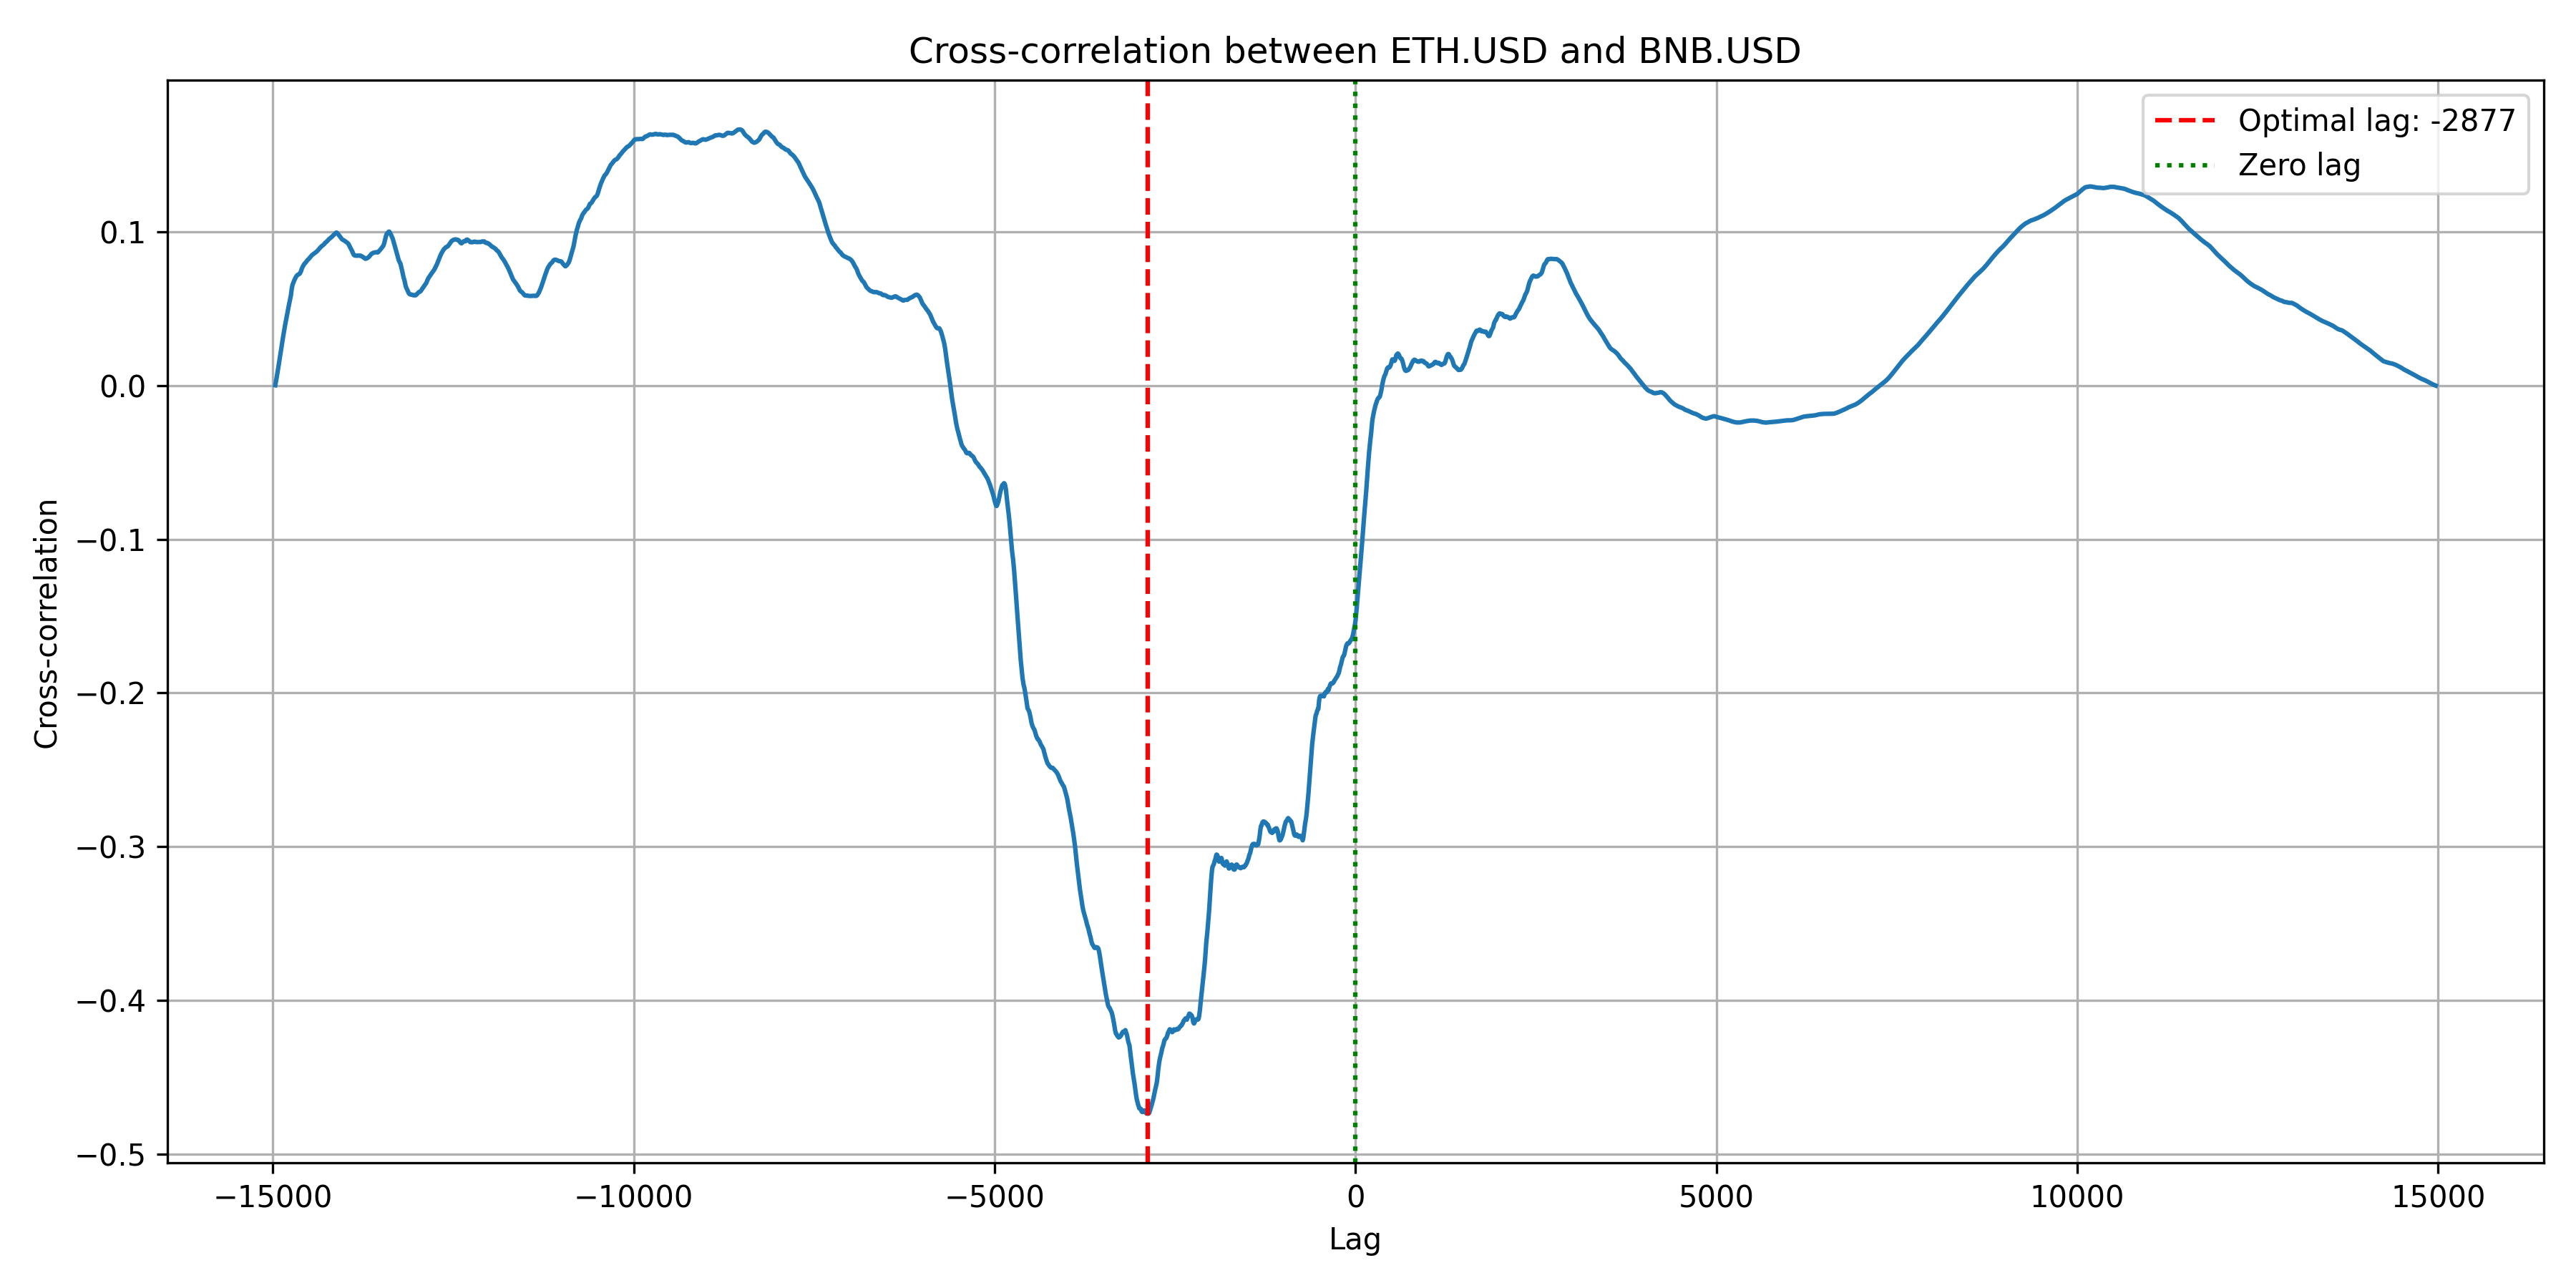 Cross-correlation between ETH.USD and BNB.USD
Optimal lag: -2877
Zero lag
0.1
0.0
−0.1
−0.2
−0.3
−0.4
−0.5
Cross-correlation
−15000
−10000
−5000
0
5000
10000
15000
Lag